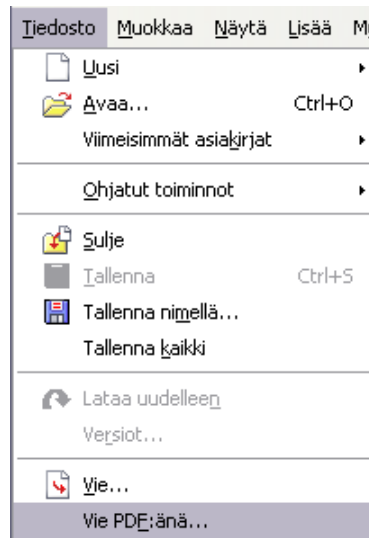 Tiedosto Muokkaa Näytä Lisää
Uusi
Avaa... Ctrl+O
Viimeisimmät asiakirjat
Ohjatut toiminnot
Sulje
Tallenna Ctrl+S
Tallenna nimellä...
Tallenna kaikki
Lataa uudelleen
Versiot...
Vie...
Vie PDF:änä...